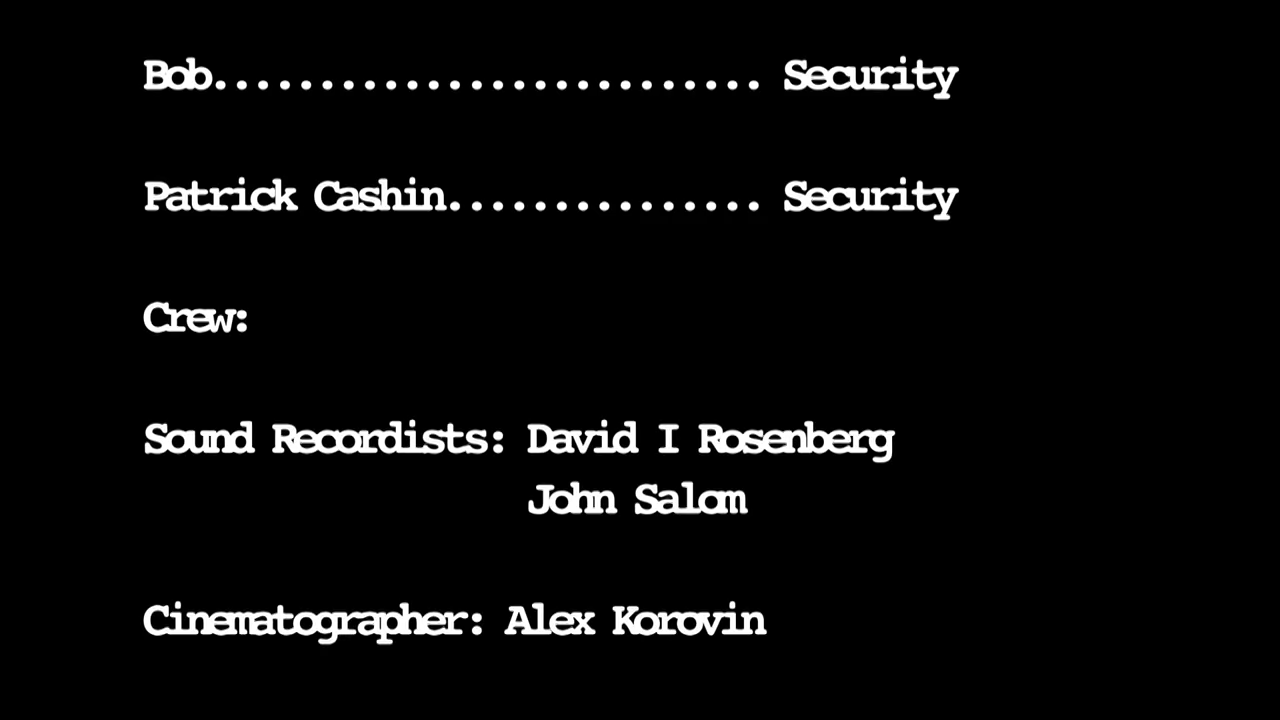 Bob.......................... Security
Patrick Cashin............... Security
Crew:
Sound Recordists: David I Rosenberg
John Salom
Cinematographer: Alex Korovin